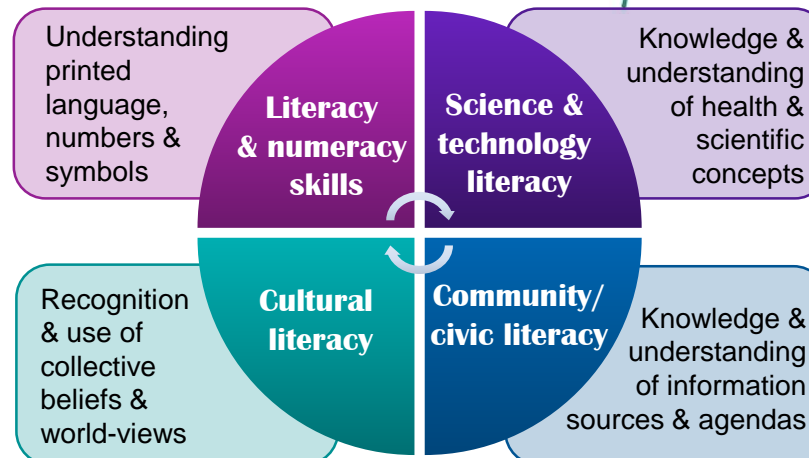 Understanding
printed
language,
numbers &
symbols
Literacy
& numeracy
skills
Science &
technology
literacy
Knowledge &
understanding
of health &
scientific
concepts
Recognition
& use of
collective
beliefs &
world-views
Cultural
literacy
Community/
civic literacy
Knowledge &
understanding
of information
sources & agendas